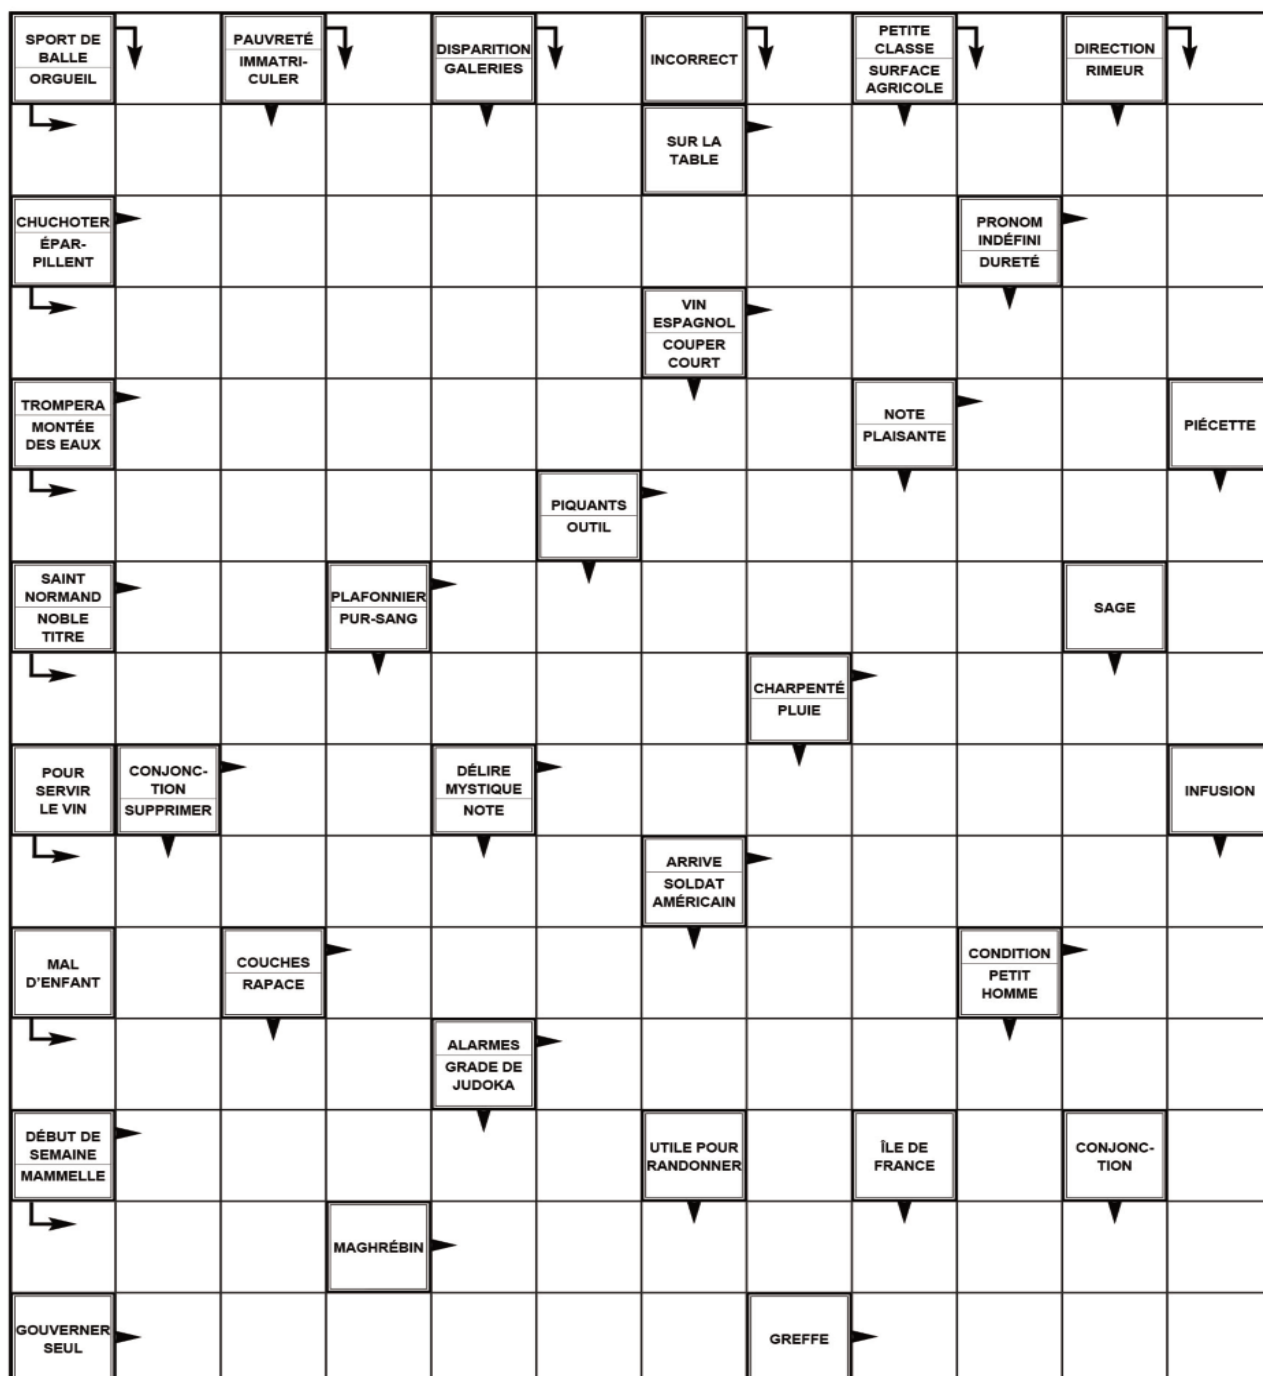 SPORT DE
BALLE
ORGUEIL
PAUVRETÉ
IMMATRI-
CULER
DISPARITION
GALERIES
INCORRECT
PETITE
CLASSE
SURFACE
AGRICOLE
DIRECTION
RIMEUR
SUR LA
TABLE
CHUCHOTER
ÉPAR-
PILLENT
PRONOM
INDÉFINI
DURETÉ
VIN
ESPAGNOL
COUPER
COURT
TROMPERA
MONTÉE
DES EAUX
NOTE
PLAISANTE
PIÉCETTE
PIQUANTS
OUTIL
SAINT
NORMAND
NOBLE
TITRE
PLAFONNIER
PUR-SANG
SAGE
CHARPENTÉ
PLUIE
POUR
SERVIR
LE VIN
CONJONC-
TION
SUPPRIMER
DÉLIRE
MYSTIQUE
NOTE
INFUSION
ARRIVE
SOLDAT
AMÉRICAIN
MAL
D'ENFANT
COUCHES
RAPACE
CONDITION
PETIT
HOMME
ALARMES
GRADE DE
JUDOKA
DÉBUT DE
SEMAINE
MAMMELLE
UTILE POUR
RANDONNER
ÎLE DE
FRANCE
CONJONC-
TION
MAGHRÉBIN
GOUVERNER
SEUL
GREFFE